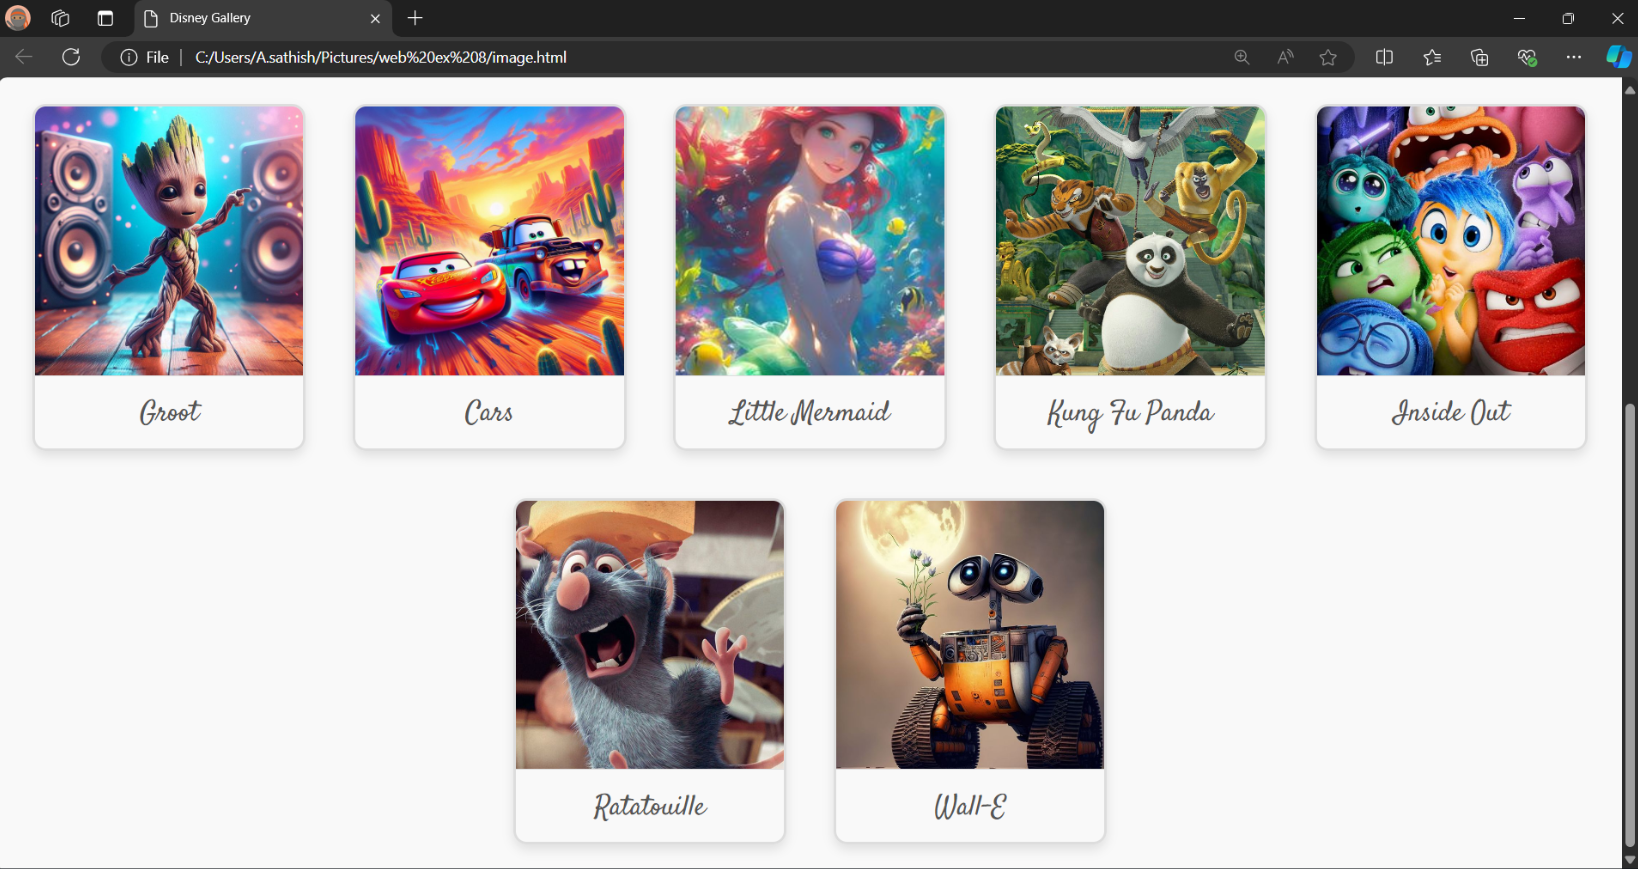 Disney Gallery
File
C:/Users/A.sathish/Pictures/web%20ex%208/image.html
Groot
Cars
Little Mermaid
Kung Fu Panda
Inside Out
Ratatouille
Wall-E